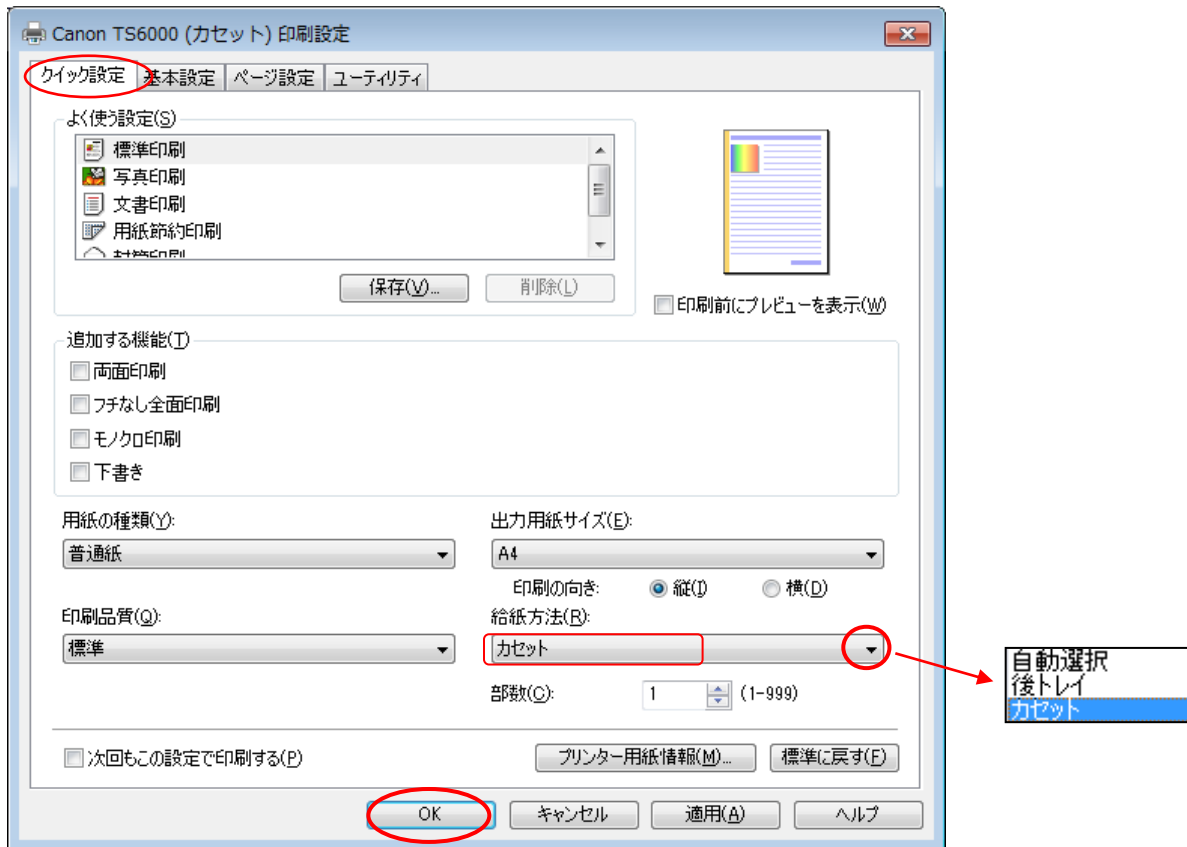 Canon TS6000 (カセット) 印刷設定
クイック設定 基本設定 ページ設定 ユーティリティ
よく使う設定(S)
標準印刷
写真印刷
文書印刷
用紙節約印刷
保存(V)... 削除(L)
印刷前にプレビューを表示(W)
追加する機能(T)
両面印刷
フチなし全面印刷
モノクロ印刷
下書き
用紙の種類(Y): 出力用紙サイズ(E):
普通紙 A4
印刷の向き: 縦(I) 横(D)
印刷品質(Q): 給紙方法(R):
標準 カセット
自動選択
後トレイ
カセット
部数(C): 1 (1-999)
次回もこの設定で印刷する(P) プリンター用紙情報(M)... 標準に戻す(F)
OK キャンセル 適用(A) ヘルプ